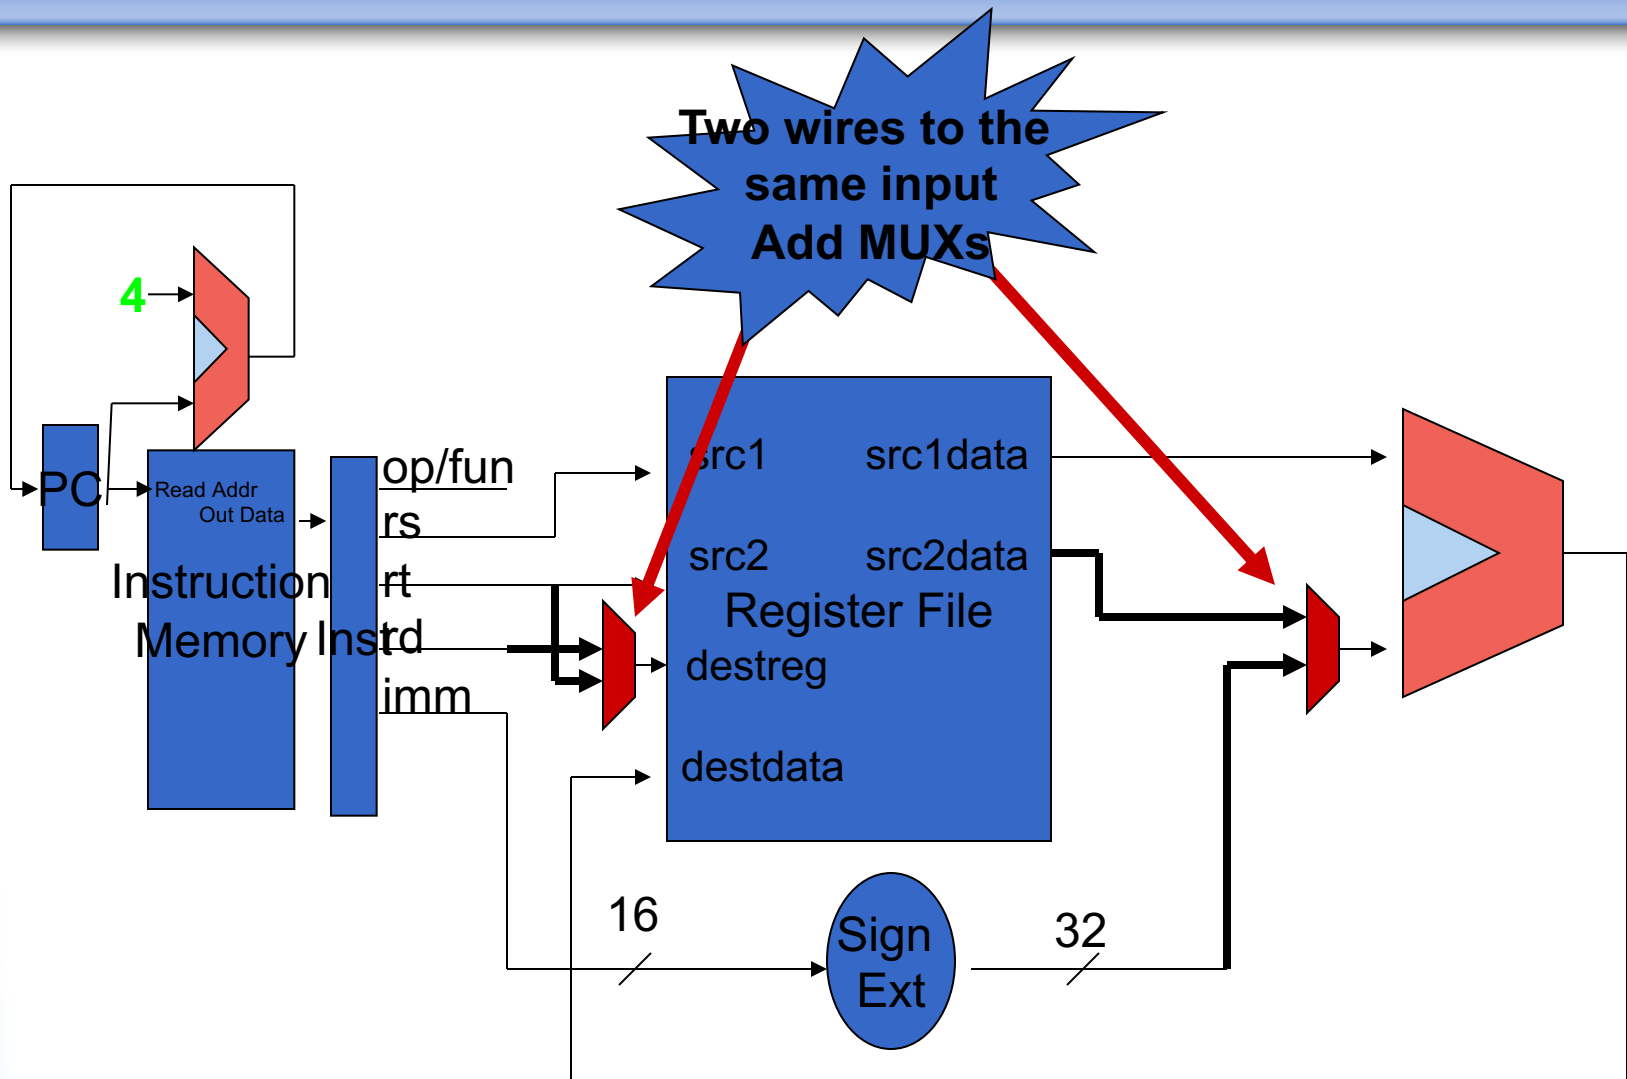 Two wires to the
same input
Add MUXs
4
PC
Read Addr
Out Data
Instruction
Memory
Inst
op/fun
rs
rt
rd
imm
src1
src1data
src2
src2data
Register File
destreg
destdata
16
Sign
Ext
32